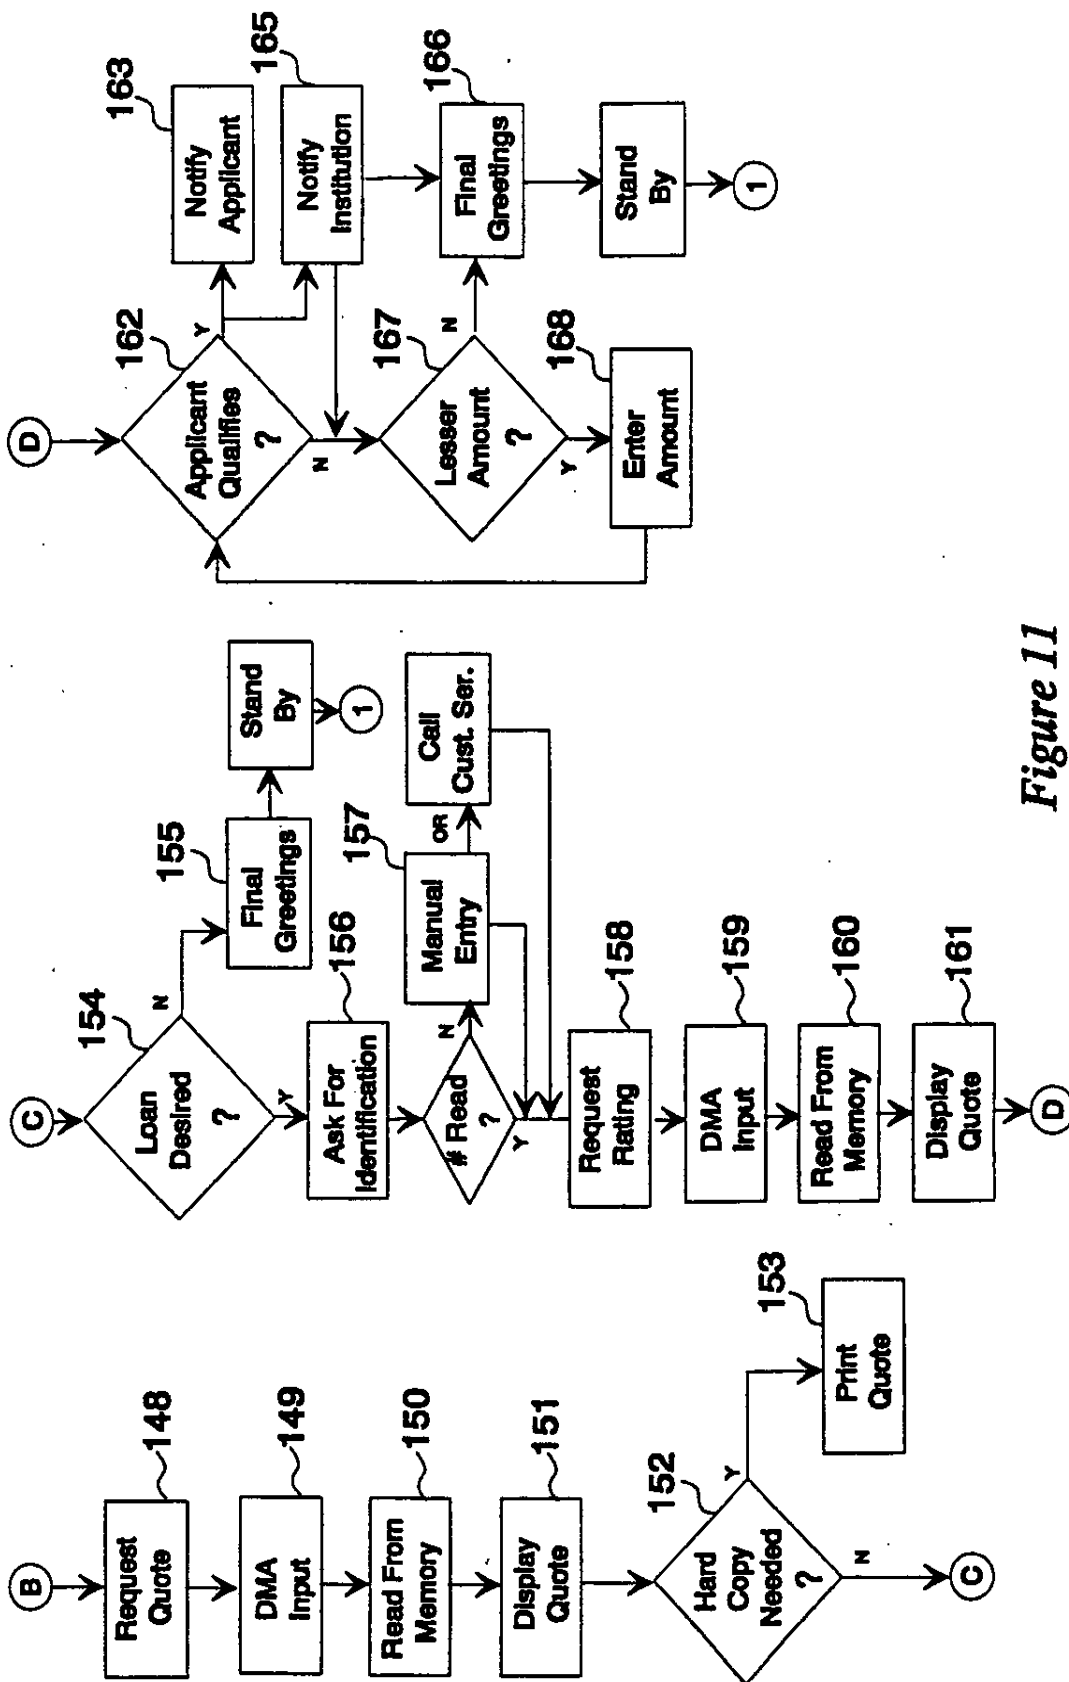 B
Request
Quote
148
DMA
Input
149
Read From
Memory
150
Display
Quote
151
Hard
Copy
Needed
?
152
Y
N
Print
Quote
153
C
C
Loan
Desired
?
154
N
Y
Final
Greetings
155
Stand
By
1
Ask For
Identification
156
# Read
?
N
Y
Manual
Entry
157
OR
Call
Cust. Ser.
Request
Rating
158
DMA
Input
159
Read From
Memory
160
Display
Quote
161
D
D
Applicant
Qualifies
?
162
Y
N
Notify
Applicant
163
Notify
Institution
165
Lesser
Amount
?
167
N
Y
Final
Greetings
166
Stand
By
1
Enter
Amount
168
Figure 11